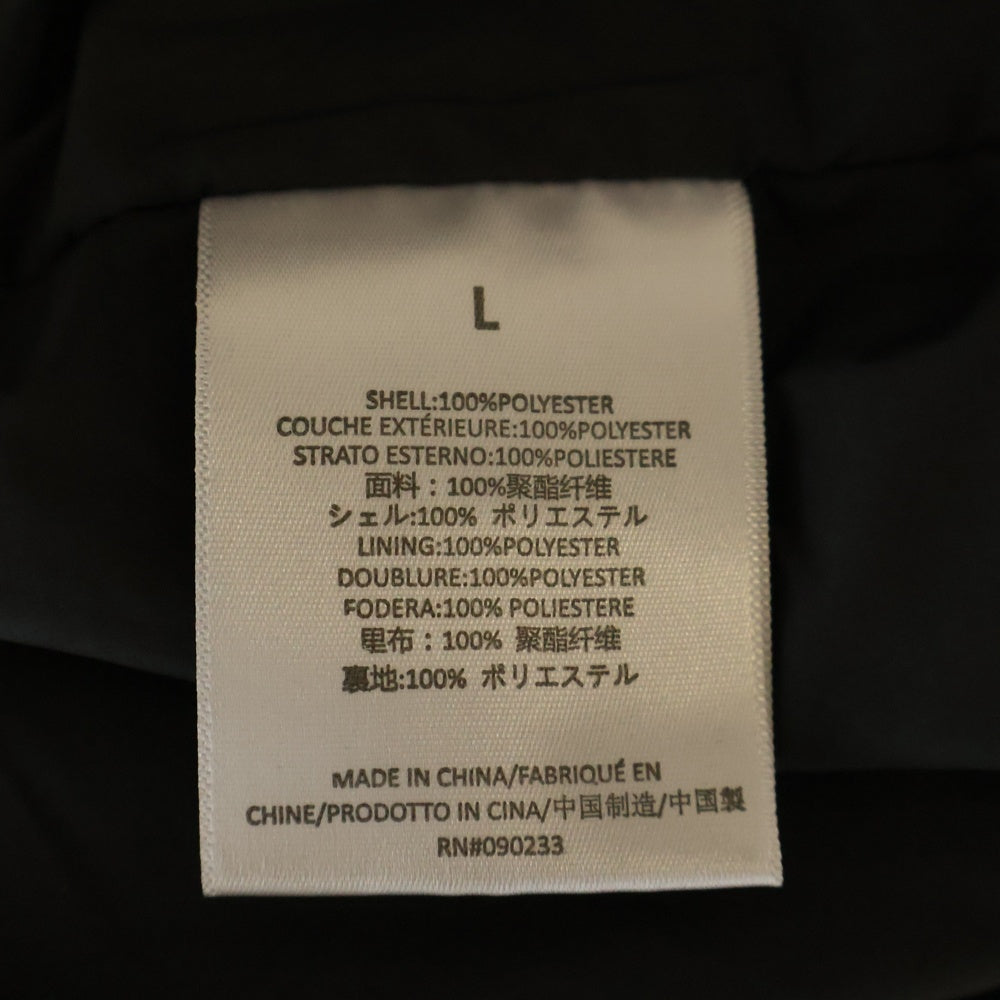 L
SHELL:100%POLYESTER
COUCHE EXTÉRIEURE:100%POLYESTER
STRATO ESTERNO:100%POLIESTERE
面料：100%聚酯纤维
シェル:100% ポリエステル
LINING:100%POLYESTER
DOUBLURE:100%POLYESTER
FODERA:100% POLIESTERE
里布：100% 聚酯纤维
裏地:100% ポリエステル
MADE IN CHINA/FABRIQUÉ EN
CHINE/PRODOTTO IN CINA/中国制造/中国製
RN#090233